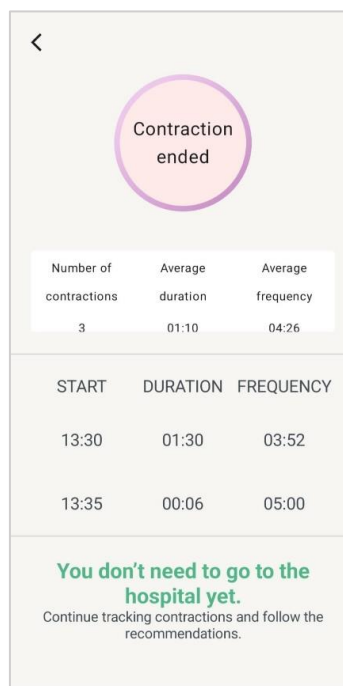 Contraction
ended
Number of Average Average
contractions duration frequency
3 01:10 04:26
START DURATION FREQUENCY
13:30 01:30 03:52
13:35 00:06 05:00
You don’t need to go to the
hospital yet.
Continue tracking contractions and follow the
recommendations.